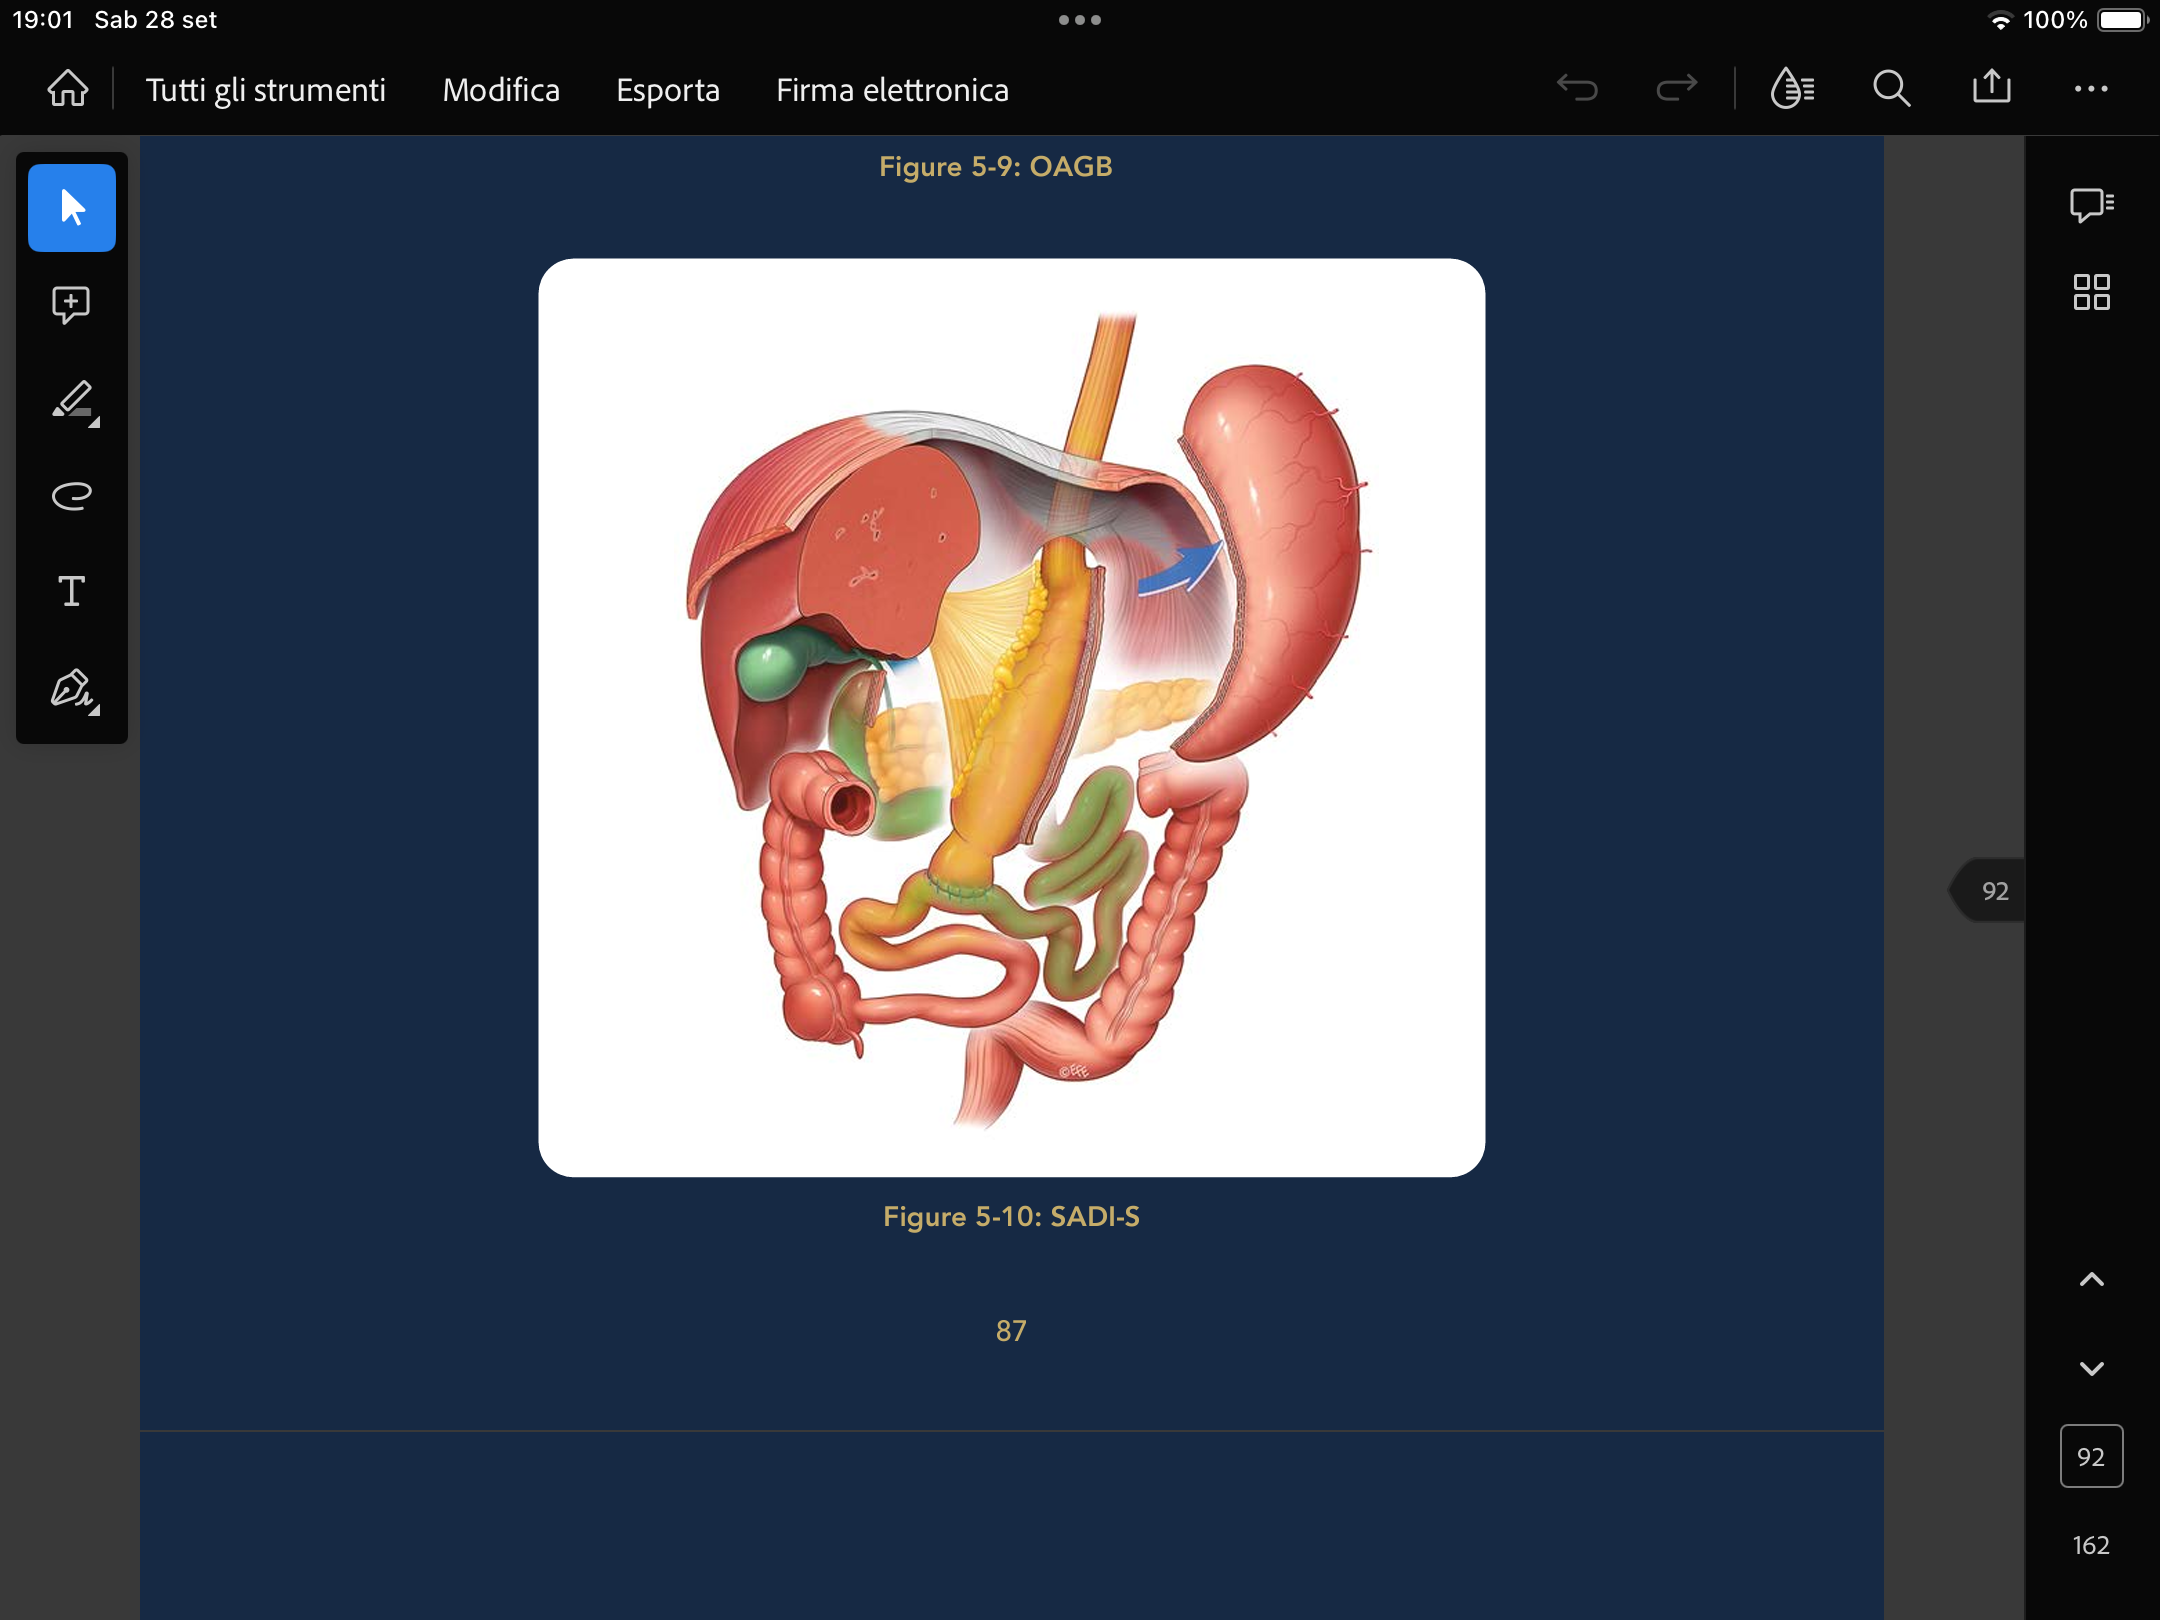 19:01 Sab 28 set
100%
Tutti gli strumenti Modifica Esporta Firma elettronica
Figure 5-9: OAGB
T
92
©EFE
Figure 5-10: SADI-S
87
92
162